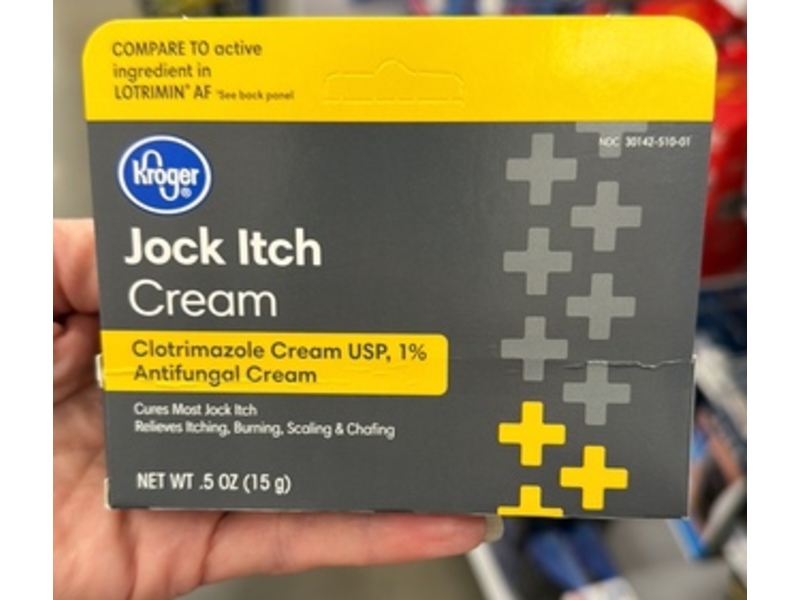 COMPARE TO active
ingredient in
LOTRIMIN® AF *See back panel
NDC 30142-510-01
Kroger®
Jock Itch
Cream
Clotrimazole Cream USP, 1%
Antifungal Cream
Cures Most Jock Itch
Relieves Itching, Burning, Scaling & Chafing
NET WT .5 OZ (15 g)